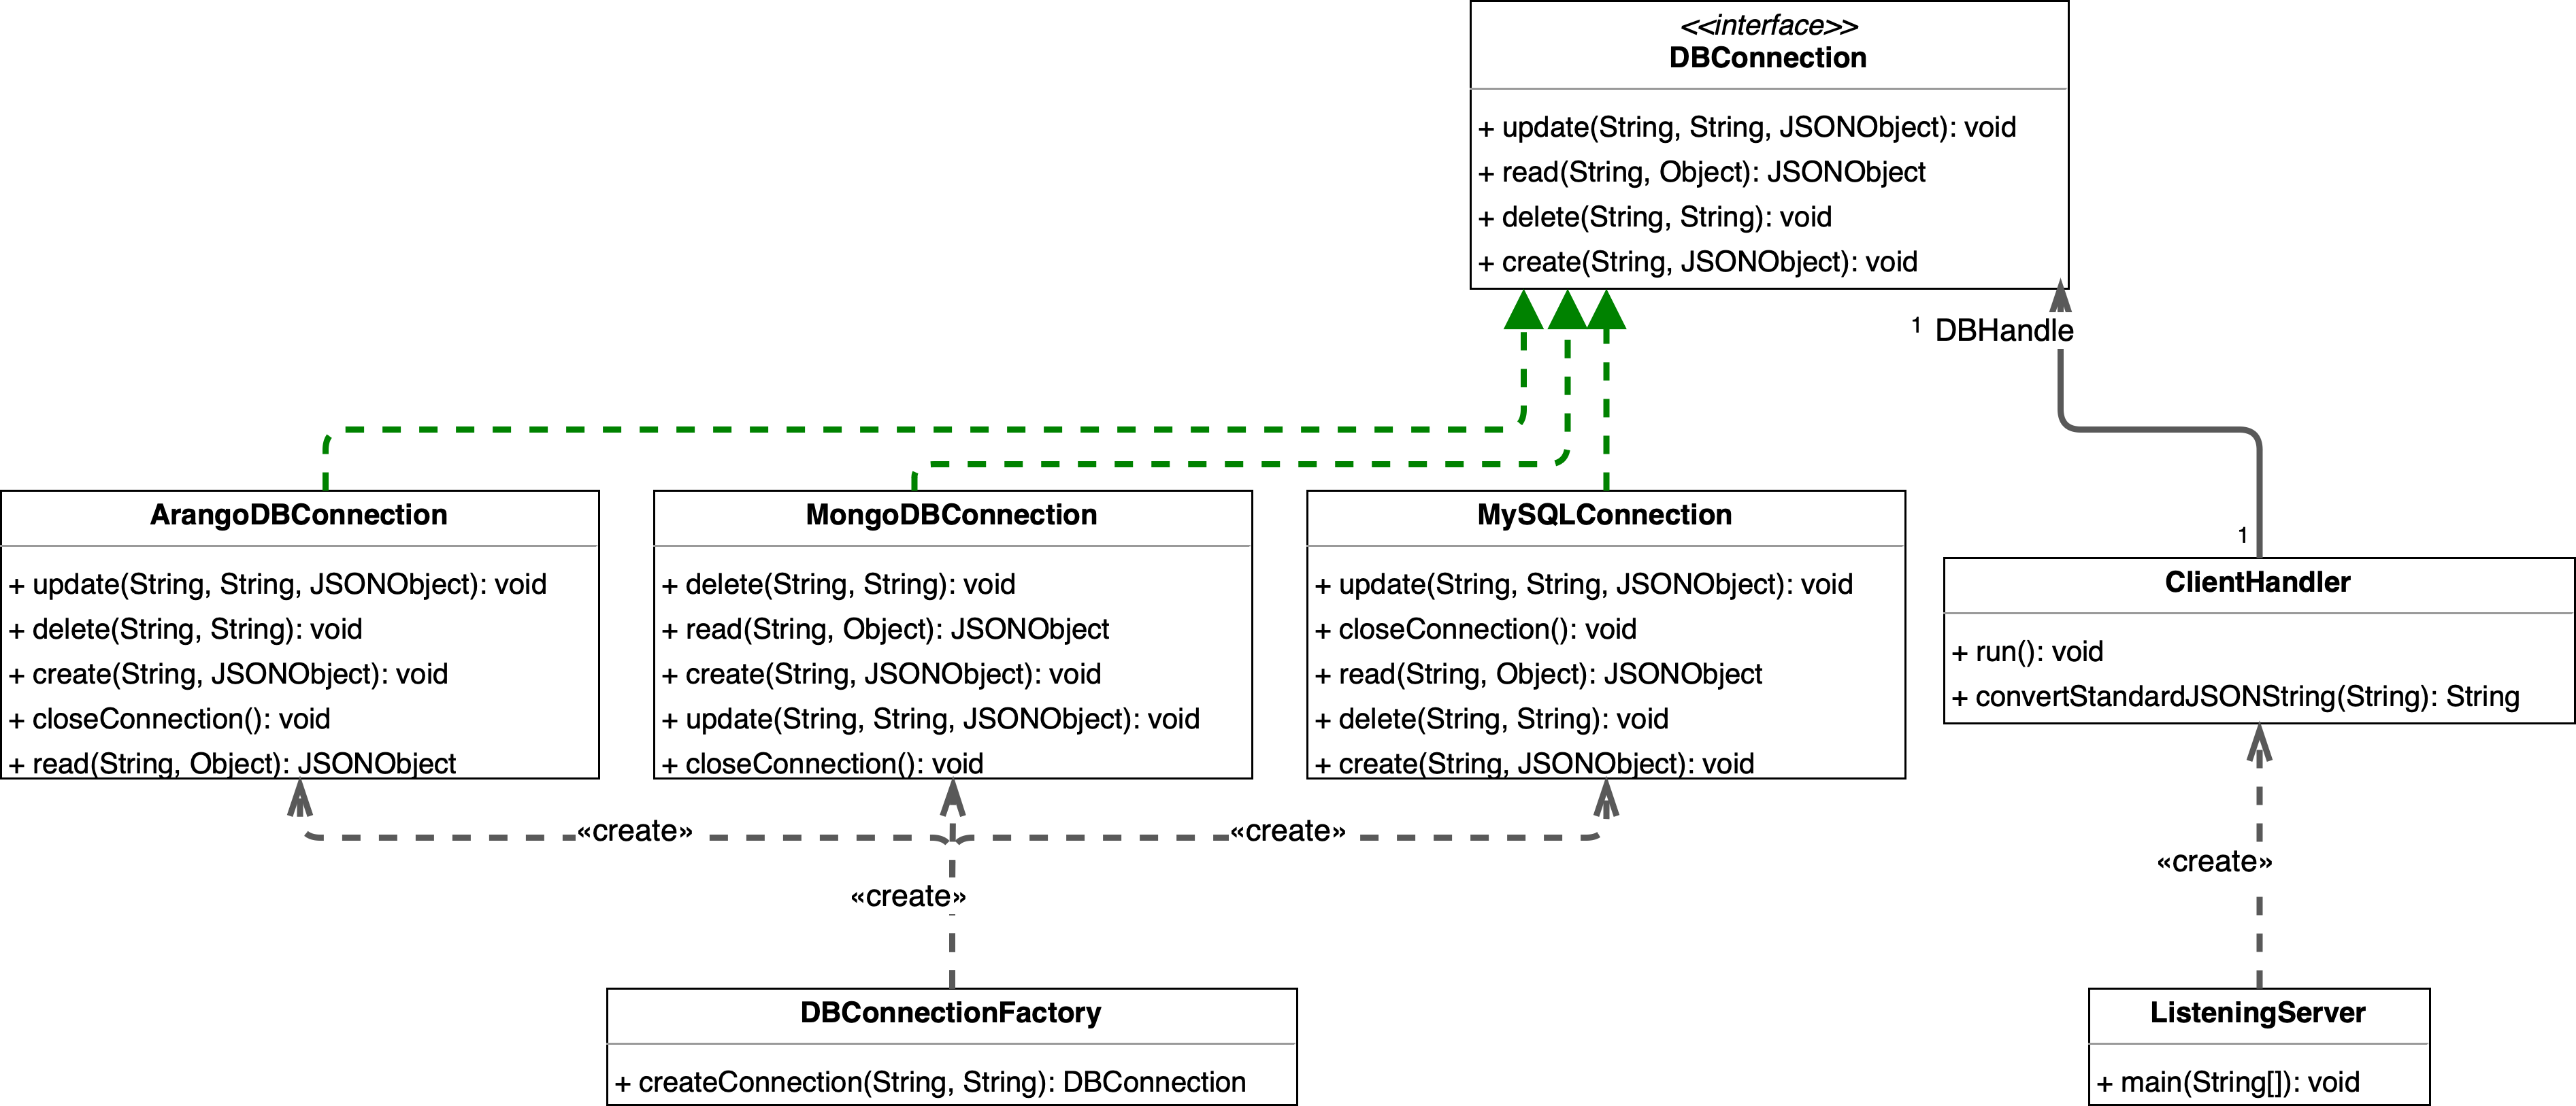 <<interface>>
DBConnection
+ update(String, String, JSONObject): void
+ read(String, Object): JSONObject
+ delete(String, String): void
+ create(String, JSONObject): void
1 DBHandle
ArangoDBConnection
+ update(String, String, JSONObject): void
+ delete(String, String): void
+ create(String, JSONObject): void
+ closeConnection(): void
+ read(String, Object): JSONObject
MongoDBConnection
+ delete(String, String): void
+ read(String, Object): JSONObject
+ create(String, JSONObject): void
+ update(String, String, JSONObject): void
+ closeConnection(): void
MySQLConnection
+ update(String, String, JSONObject): void
+ closeConnection(): void
+ read(String, Object): JSONObject
+ delete(String, String): void
+ create(String, JSONObject): void
1
ClientHandler
+ run(): void
+ convertStandardJSONString(String): String
«create»
«create»
«create»
«create»
DBConnectionFactory
+ createConnection(String, String): DBConnection
ListeningServer
+ main(String[]): void